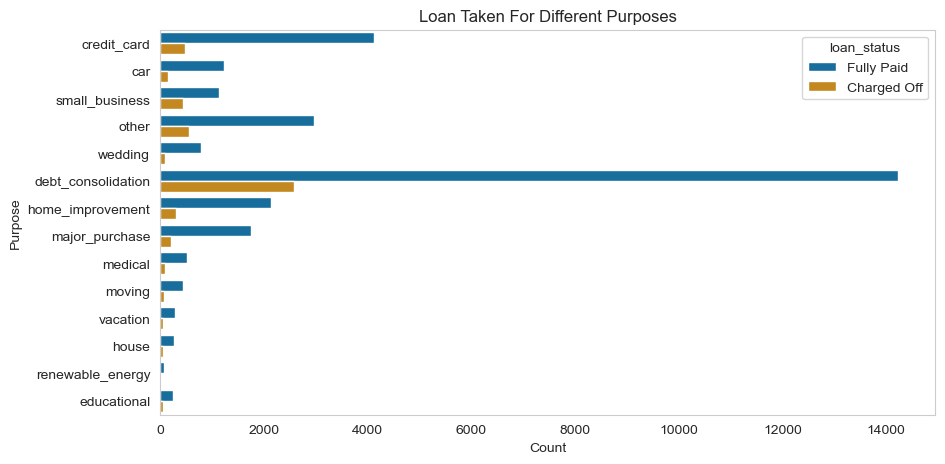 Loan Taken For Different Purposes
loan_status
Fully Paid
Charged Off
Purpose
credit_card
car
small_business
other
wedding
debt_consolidation
home_improvement
major_purchase
medical
moving
vacation
house
renewable_energy
educational
0 2000 4000 6000 8000 10000 12000 14000
Count